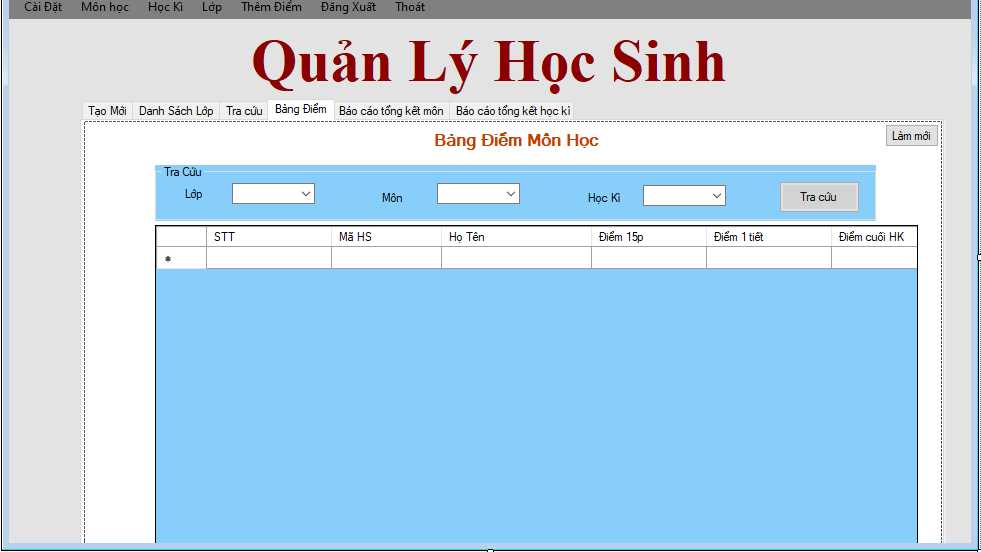 Cài Đặt Môn học Học Kì Lớp Thêm Điểm Đăng Xuất Thoát
Quản Lý Học Sinh
Tạo Mới Danh Sách Lớp Tra cứu Bảng Điểm Báo cáo tổng kết môn Báo cáo tổng kết học kì
Bảng Điểm Môn Học
Làm mới
Tra Cứu
Lớp Môn Học Kì Tra cứu
STT Mã HS Họ Tên Điểm 15p Điểm 1 tiết Điểm cuối HK